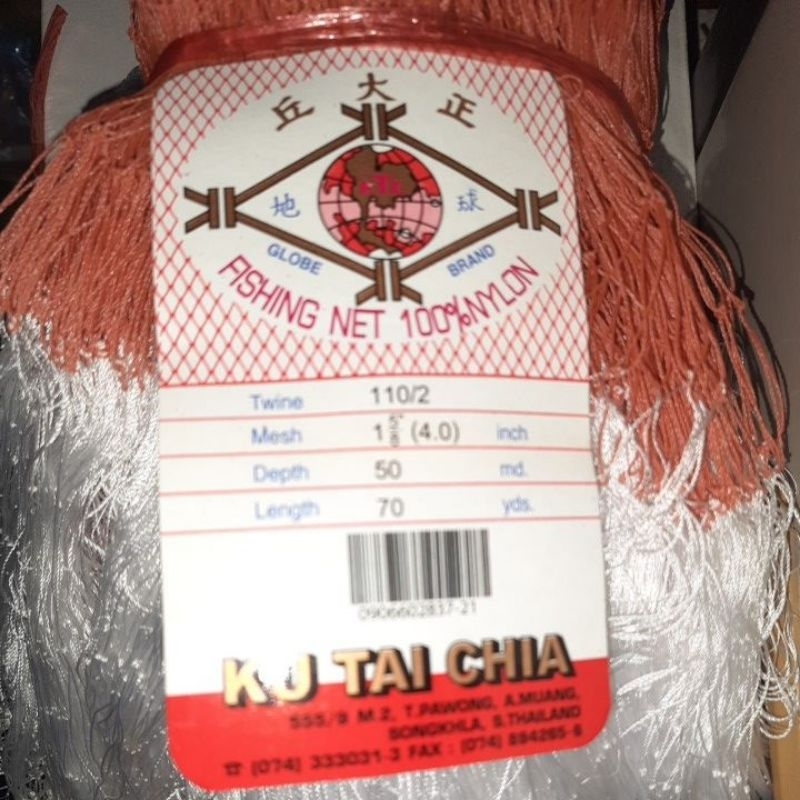 丘 大 正
地 球
GLOBE BRAND
FISHING NET 100% NYLON
Twine 110/2
Mesh 1 5/8 (4.0) inch
Depth 50 md.
Length 70 yds.
0906602837-21
KU TAI CHIA
555/9 M.2, T.PAWONG, A.MUANG,
SONGKHLA, S.THAILAND
☎ (074) 333031-3 FAX : (074)